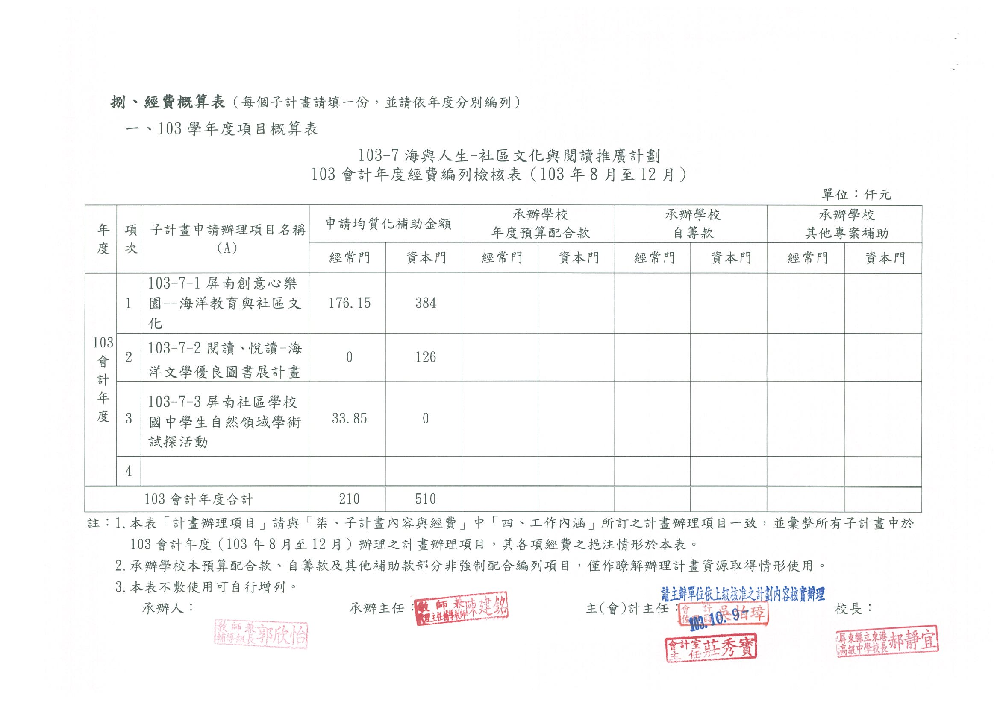 捌、經費概算表（每個子計畫請填一份，並請依年度分別編列）
一、103 學年度項目概算表
103-7 海與人生-社區文化與閱讀推廣計劃
103 會計年度經費編列檢核表（103 年 8 月至 12 月）
單位：仟元
年度
項次
子計畫申請辦理項目名稱
(A)
申請均質化補助金額
承辦學校
年度預算配合款
承辦學校
自籌款
承辦學校
其他專案補助
經常門 資本門 經常門 資本門 經常門 資本門 經常門 資本門
103會計年度
1
103-7-1 屏南創意心樂
園--海洋教育與社區文
化
176.15 384
2
103-7-2 閱讀、悅讀-海
洋文學優良圖書展計畫
0 126
3
103-7-3 屏南社區學校
國中學生自然領域學術
試探活動
33.85 0
4
103 會計年度合計 210 510
註：1. 本表「計畫辦理項目」請與「柒、子計畫內容與經費」中「四、工作內涵」所訂之計畫辦理項目一致，並彙整所有子計畫中於
103 會計年度（103 年 8 月至 12 月）辦理之計畫辦理項目，其各項經費之挹注情形於本表。
2. 承辦學校本預算配合款、自籌款及其他補助款部分非強制配合編列項目，僅作瞭解辦理計畫資源取得情形使用。
3. 本表不敷使用可自行增列。
請主辦單位依上級核准之計劃內容核實辦理
承辦人： 承辦主任： 主(會)計主任： 校長：
教師兼
輔導組長 郭欣怡
教師兼
主任輔導教師 陳建銘
會計
佐理員 吳柏璋
103.10.9-
會計室
主任 莊秀寶
屏東縣立東港
高級中學校長 郝靜宜